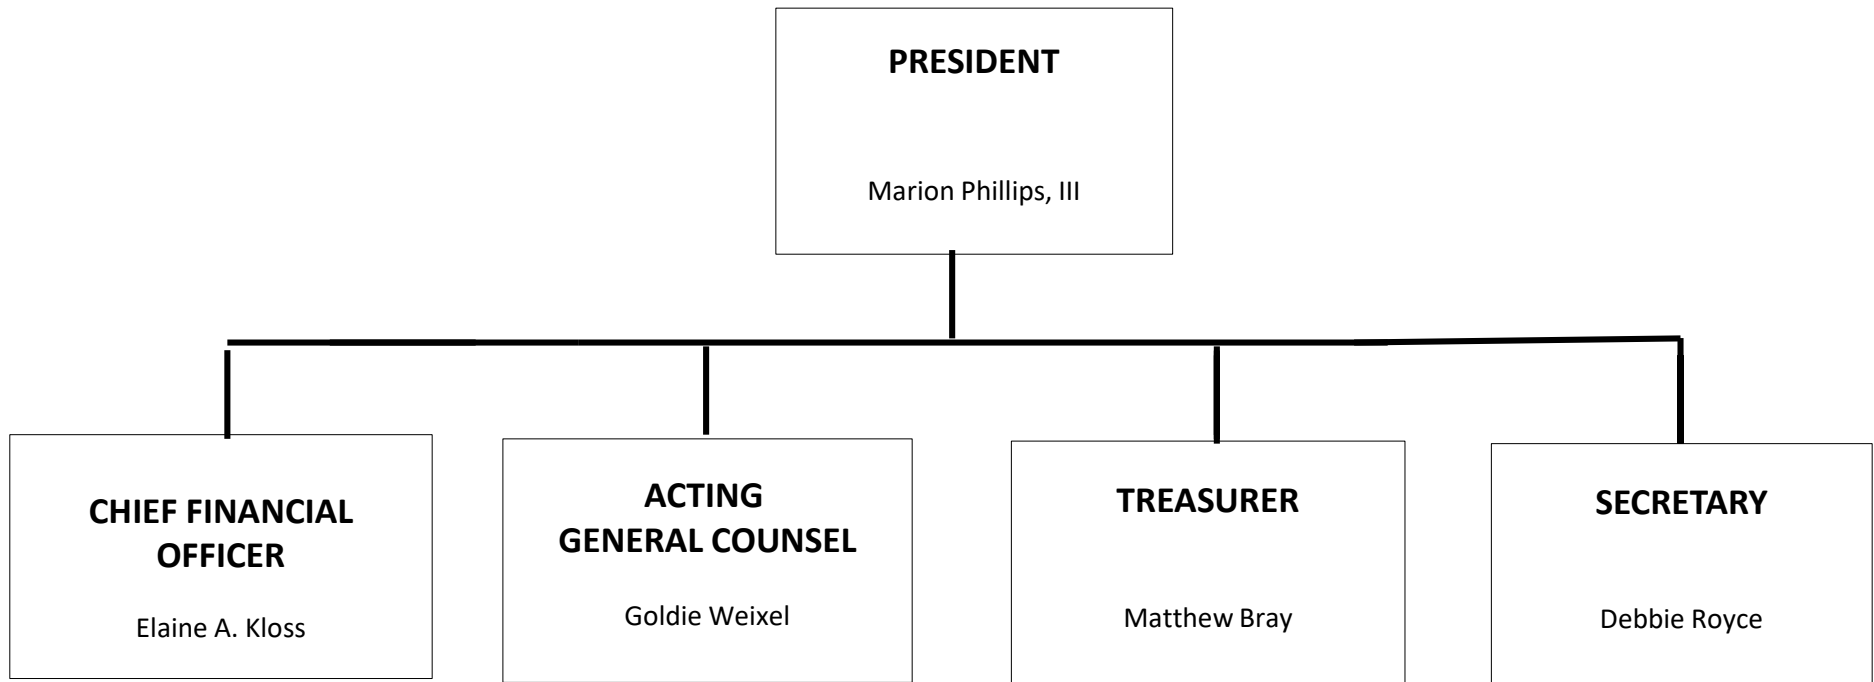 PRESIDENT
Marion Phillips, III
CHIEF FINANCIAL
OFFICER
Elaine A. Kloss
ACTING
GENERAL COUNSEL
Goldie Weixel
TREASURER
Matthew Bray
SECRETARY
Debbie Royce